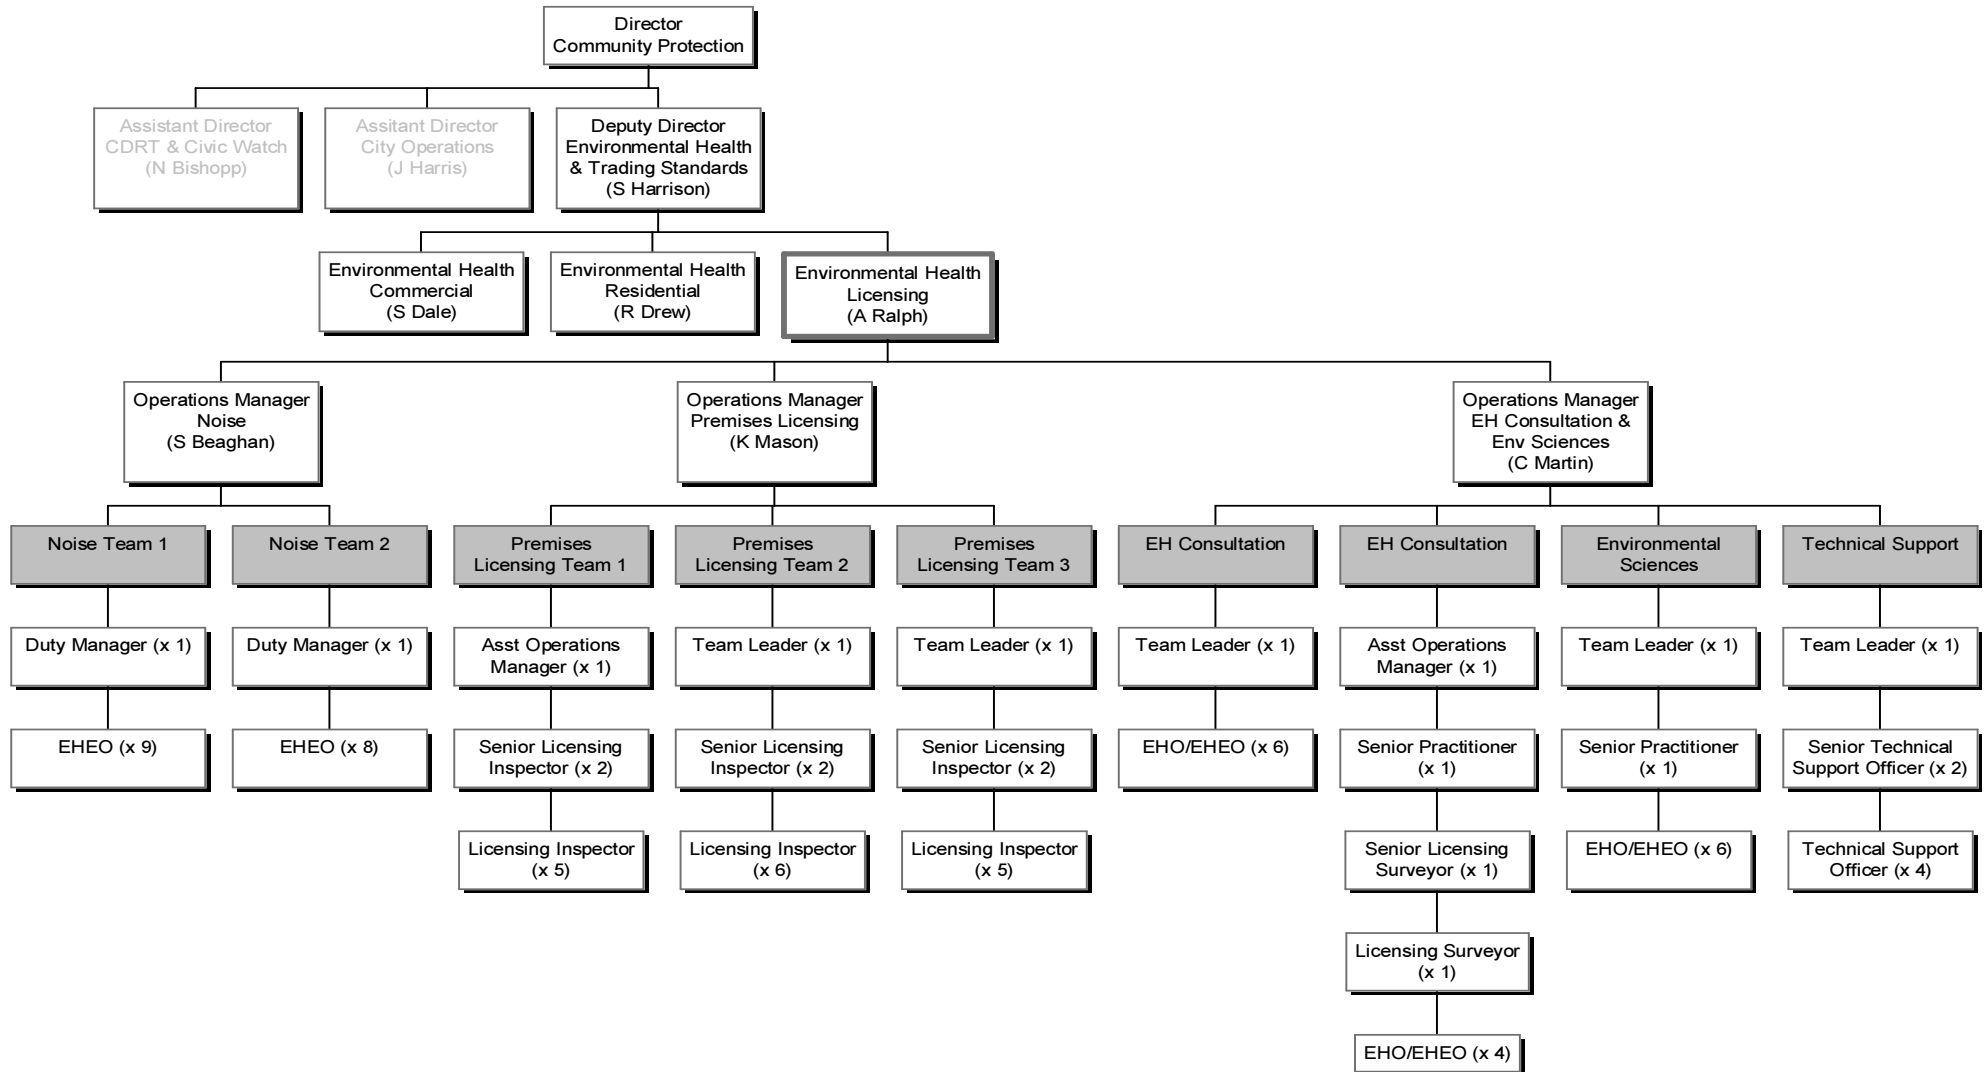 Director
Community Protection
Assistant Director
CDRT & Civic Watch
(N Bishopp)
Assitant Director
City Operations
(J Harris)
Deputy Director
Environmental Health
& Trading Standards
(S Harrison)
Environmental Health
Commercial
(S Dale)
Environmental Health
Residential
(R Drew)
Environmental Health
Licensing
(A Ralph)
Operations Manager
Noise
(S Beaghan)
Operations Manager
Premises Licensing
(K Mason)
Operations Manager
EH Consultation &
Env Sciences
(C Martin)
Noise Team 1
Noise Team 2
Premises
Licensing Team 1
Premises
Licensing Team 2
Premises
Licensing Team 3
EH Consultation
EH Consultation
Environmental
Sciences
Technical Support
Duty Manager (x 1)
Duty Manager (x 1)
Asst Operations
Manager (x 1)
Team Leader (x 1)
Team Leader (x 1)
Team Leader (x 1)
Asst Operations
Manager (x 1)
Team Leader (x 1)
Team Leader (x 1)
EHEO (x 9)
EHEO (x 8)
Senior Licensing
Inspector (x 2)
Senior Licensing
Inspector (x 2)
Senior Licensing
Inspector (x 2)
EHO/EHEO (x 6)
Senior Practitioner
(x 1)
Senior Practitioner
(x 1)
Senior Technical
Support Officer (x 2)
Licensing Inspector
(x 5)
Licensing Inspector
(x 6)
Licensing Inspector
(x 5)
Senior Licensing
Surveyor (x 1)
EHO/EHEO (x 6)
Technical Support
Officer (x 4)
Licensing Surveyor
(x 1)
EHO/EHEO (x 4)